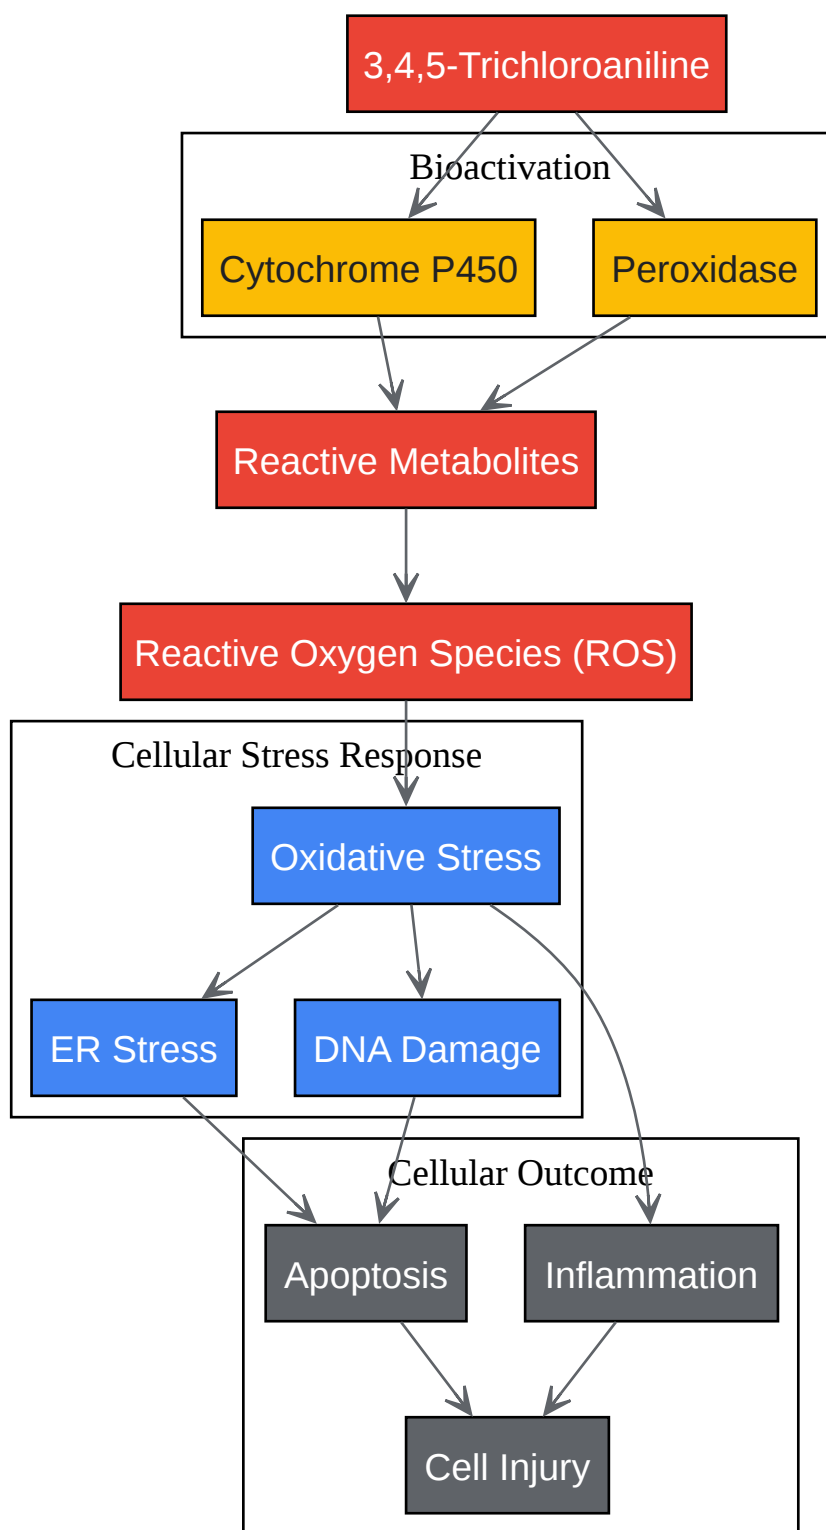 3,4,5-Trichloroaniline
Bioactivation
Cytochrome P450
Peroxidase
Reactive Metabolites
Reactive Oxygen Species (ROS)
Cellular Stress Response
Oxidative Stress
ER Stress
DNA Damage
Cellular Outcome
Apoptosis
Inflammation
Cell Injury